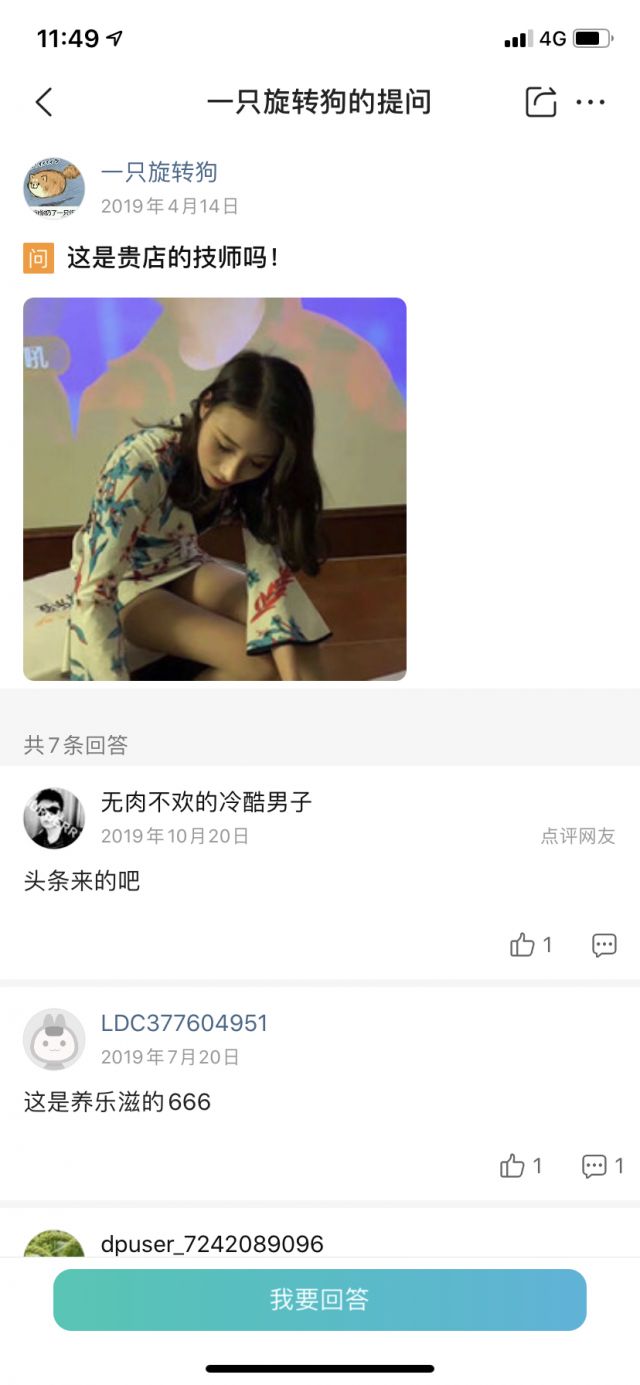 11:49
4G
一只旋转狗的提问
一只旋转狗
2019年4月14日
问 这是贵店的技师吗！
吼
共7条回答
无肉不欢的冷酷男子
2019年10月20日
点评网友
头条来的吧
1
LDC377604951
2019年7月20日
这是养乐滋的666
1 1
dpuser_7242089096
我要回答